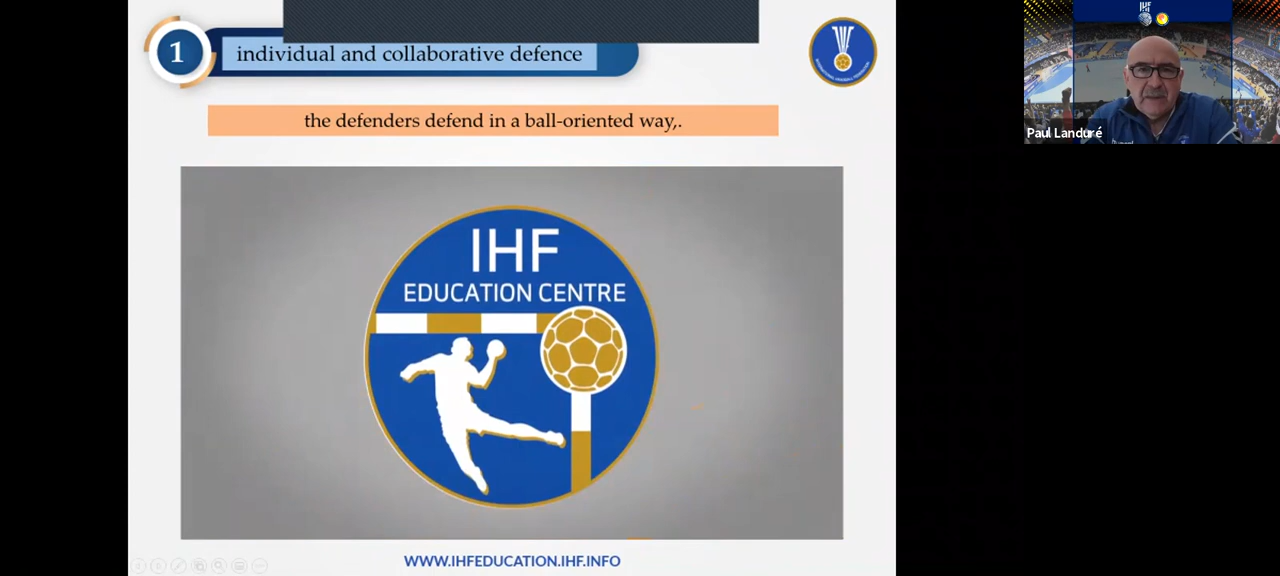 1
individual and collaborative defence
the defenders defend in a ball-oriented way,.
IHF
EDUCATION CENTRE
WWW.IHFEDUCATION.IHF.INFO
IHF
Paul Landuré